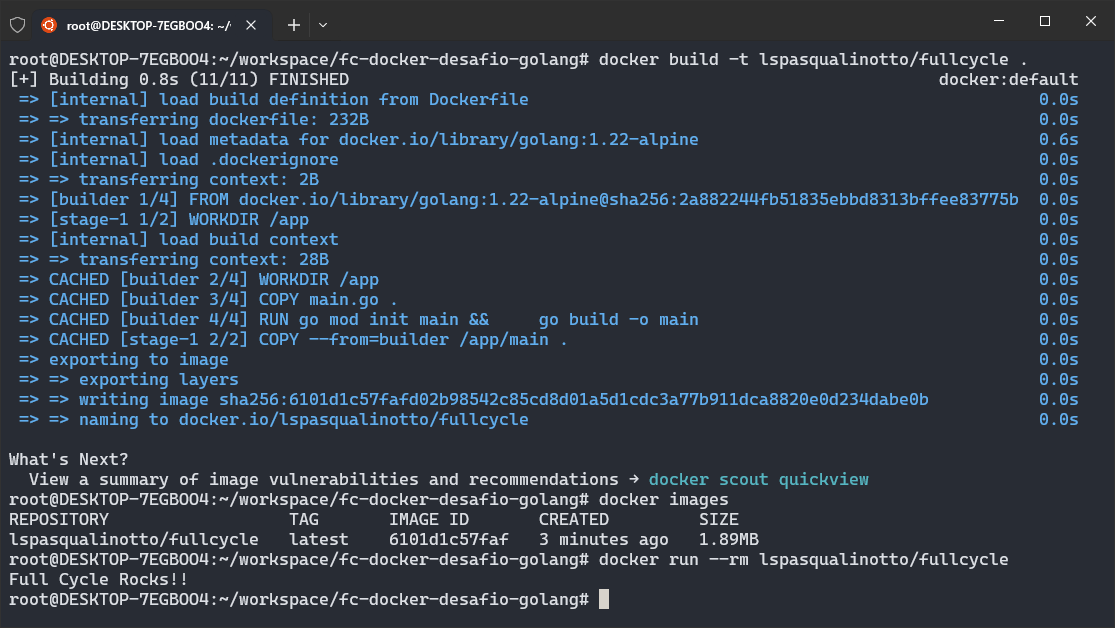 root@DESKTOP-7EGBOO4: ~/
root@DESKTOP-7EGBOO4:~/workspace/fc-docker-desafio-golang# docker build -t lspasqualinotto/fullcycle .
[+] Building 0.8s (11/11) FINISHED docker:default
=> [internal] load build definition from Dockerfile 0.0s
=> => transferring dockerfile: 232B 0.0s
=> [internal] load metadata for docker.io/library/golang:1.22-alpine 0.6s
=> [internal] load .dockerignore 0.0s
=> => transferring context: 2B 0.0s
=> [builder 1/4] FROM docker.io/library/golang:1.22-alpine@sha256:2a882244fb51835ebbd8313bffee83775b 0.0s
=> [stage-1 1/2] WORKDIR /app 0.0s
=> [internal] load build context 0.0s
=> => transferring context: 28B 0.0s
=> CACHED [builder 2/4] WORKDIR /app 0.0s
=> CACHED [builder 3/4] COPY main.go . 0.0s
=> CACHED [builder 4/4] RUN go mod init main &&     go build -o main 0.0s
=> CACHED [stage-1 2/2] COPY --from=builder /app/main . 0.0s
=> exporting to image 0.0s
=> => exporting layers 0.0s
=> => writing image sha256:6101d1c57fafd02b98542c85cd8d01a5d1cdc3a77b911dca8820e0d234dabe0b 0.0s
=> => naming to docker.io/lspasqualinotto/fullcycle 0.0s
What's Next?
View a summary of image vulnerabilities and recommendations → docker scout quickview
root@DESKTOP-7EGBOO4:~/workspace/fc-docker-desafio-golang# docker images
REPOSITORY TAG IMAGE ID CREATED SIZE
lspasqualinotto/fullcycle latest 6101d1c57faf 3 minutes ago 1.89MB
root@DESKTOP-7EGBOO4:~/workspace/fc-docker-desafio-golang# docker run --rm lspasqualinotto/fullcycle
Full Cycle Rocks!!
root@DESKTOP-7EGBOO4:~/workspace/fc-docker-desafio-golang#